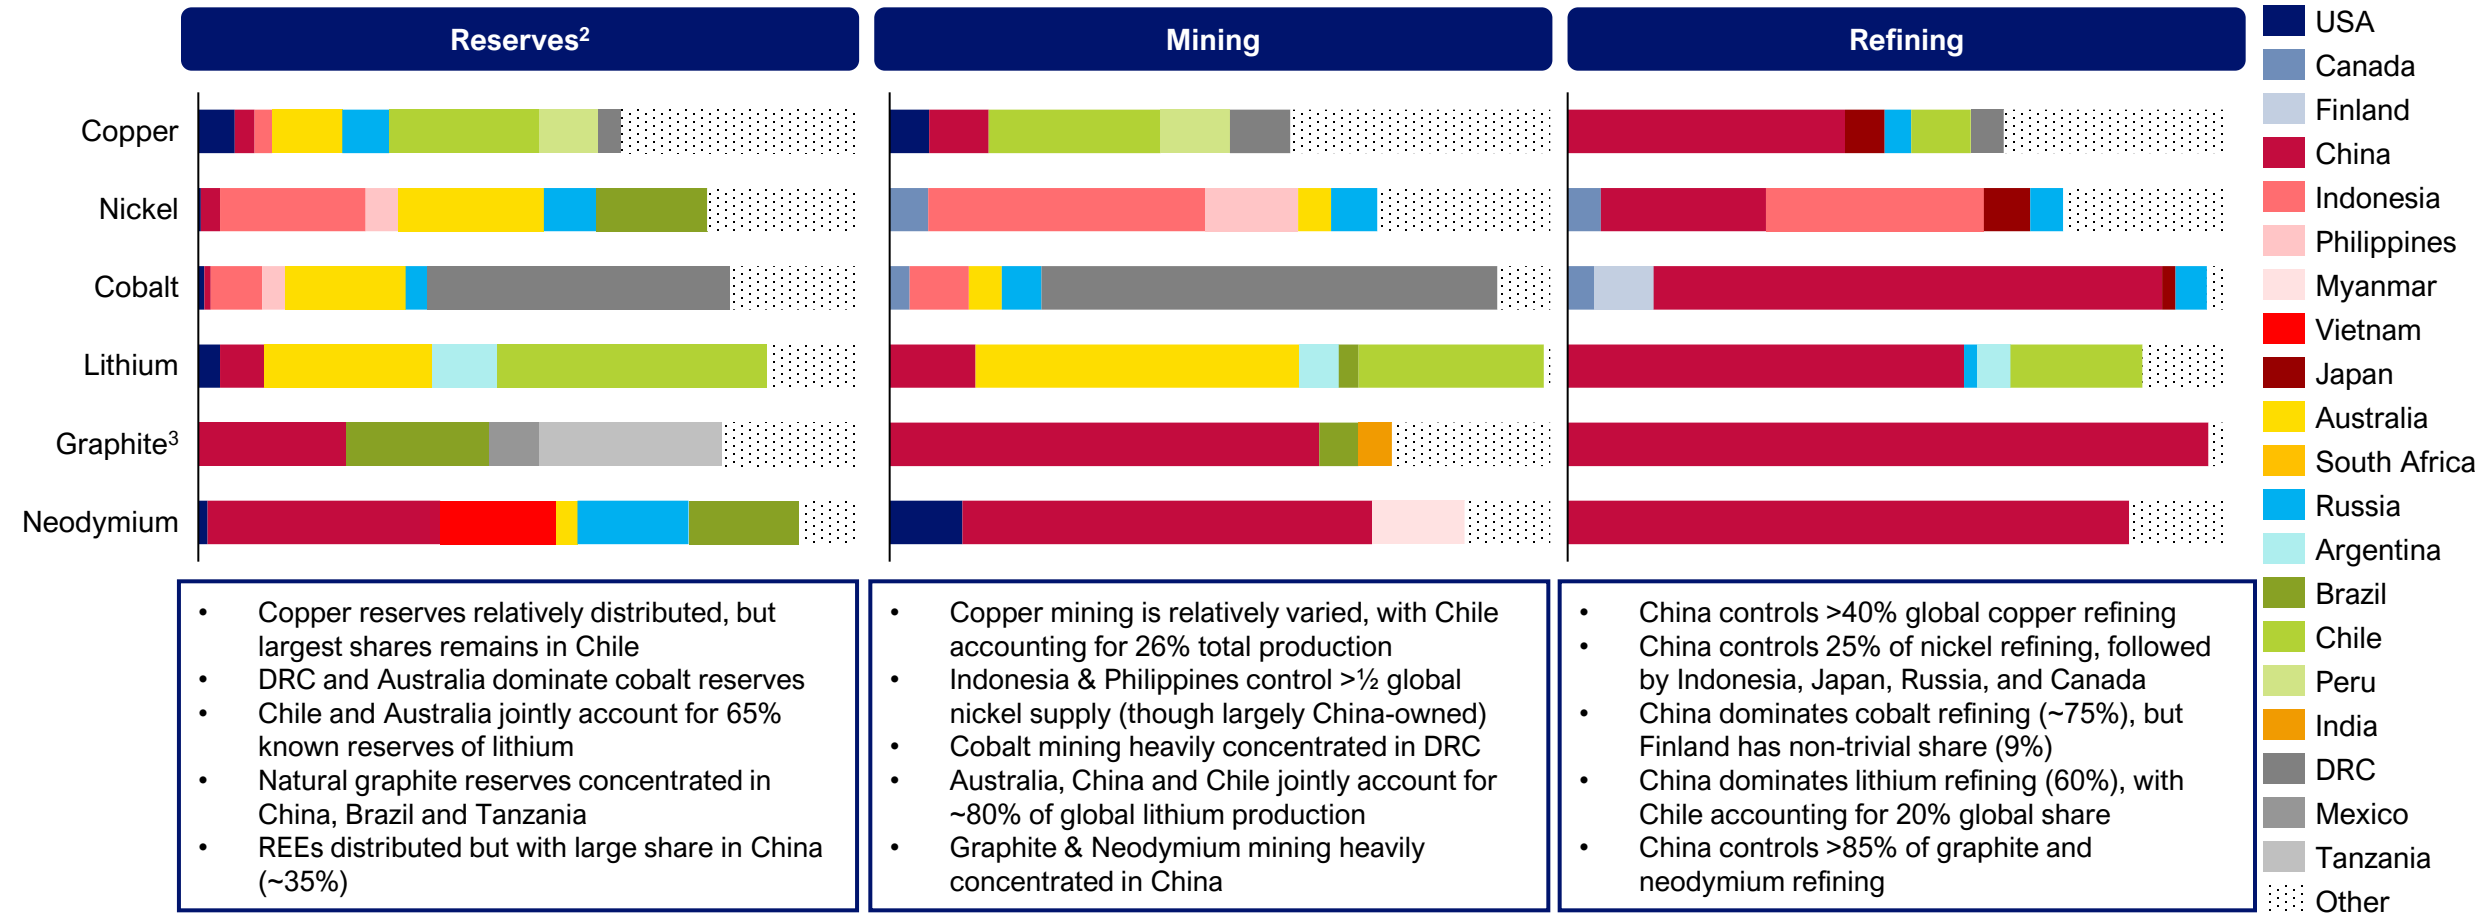 Reserves²
Mining
Refining
Copper
Nickel
Cobalt
Lithium
Graphite³
Neodymium
• Copper reserves relatively distributed, but
largest shares remains in Chile
• DRC and Australia dominate cobalt reserves
• Chile and Australia jointly account for 65%
known reserves of lithium
• Natural graphite reserves concentrated in
China, Brazil and Tanzania
• REEs distributed but with large share in China
(~35%)
• Copper mining is relatively varied, with Chile
accounting for 26% total production
• Indonesia & Philippines control >½ global
nickel supply (though largely China-owned)
• Cobalt mining heavily concentrated in DRC
• Australia, China and Chile jointly account for
~80% of global lithium production
• Graphite & Neodymium mining heavily
concentrated in China
• China controls >40% global copper refining
• China controls 25% of nickel refining, followed
by Indonesia, Japan, Russia, and Canada
• China dominates cobalt refining (~75%), but
Finland has non-trivial share (9%)
• China dominates lithium refining (60%), with
Chile accounting for 20% global share
• China controls >85% of graphite and
neodymium refining
USA
Canada
Finland
China
Indonesia
Philippines
Myanmar
Vietnam
Japan
Australia
South Africa
Russia
Argentina
Brazil
Chile
Peru
India
DRC
Mexico
Tanzania
Other